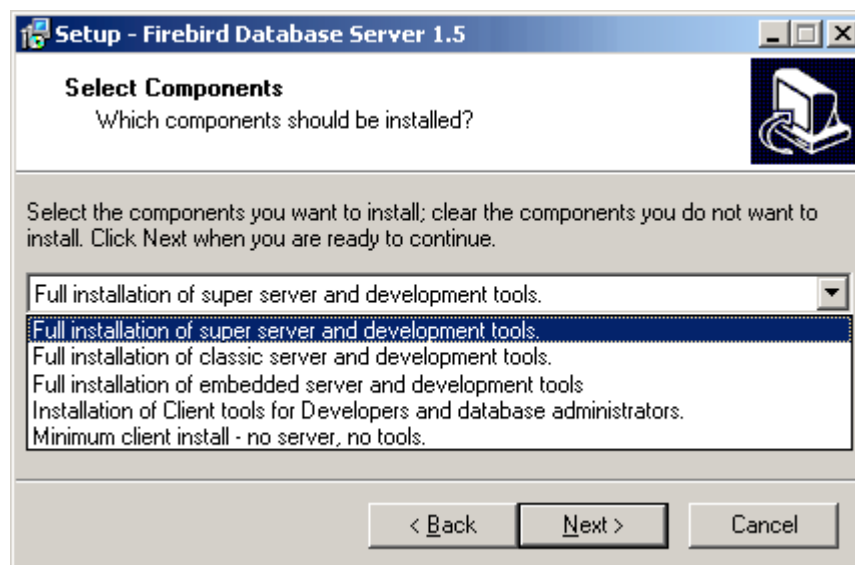 Setup - Firebird Database Server 1.5
Select Components
Which components should be installed?
Select the components you want to install; clear the components you do not want to
install. Click Next when you are ready to continue.
Full installation of super server and development tools.
Full installation of super server and development tools.
Full installation of classic server and development tools.
Full installation of embedded server and development tools
Installation of Client tools for Developers and database administrators.
Minimum client install - no server, no tools.
< Back Next > Cancel